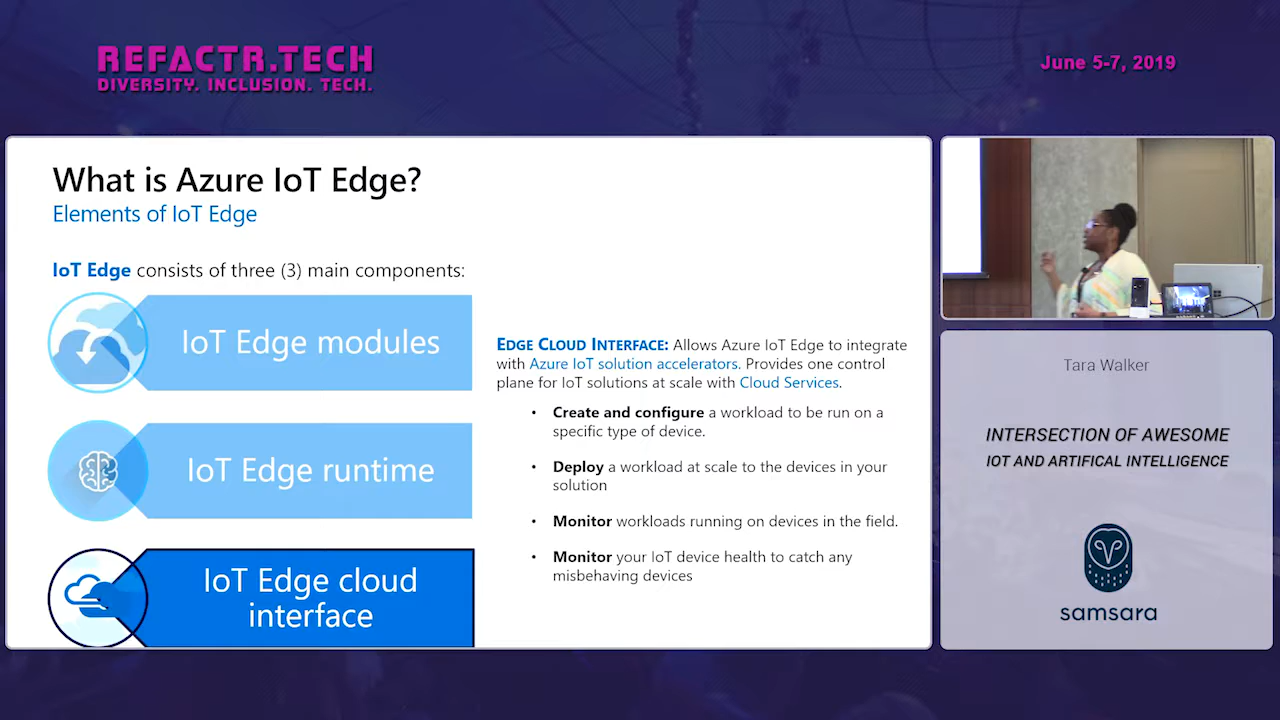 REFACTR.TECH
DIVERSITY. INCLUSION. TECH.
June 5-7, 2019
What is Azure IoT Edge?
Elements of IoT Edge
IoT Edge consists of three (3) main components:
IoT Edge modules
IoT Edge runtime
IoT Edge cloud
interface
EDGE CLOUD INTERFACE: Allows Azure IoT Edge to integrate
with Azure IoT solution accelerators. Provides one control
plane for IoT solutions at scale with Cloud Services.
• Create and configure a workload to be run on a
specific type of device.
• Deploy a workload at scale to the devices in your
solution
• Monitor workloads running on devices in the field.
• Monitor your IoT device health to catch any
misbehaving devices
Tara Walker
INTERSECTION OF AWESOME
IOT AND ARTIFICAL INTELLIGENCE
samsara